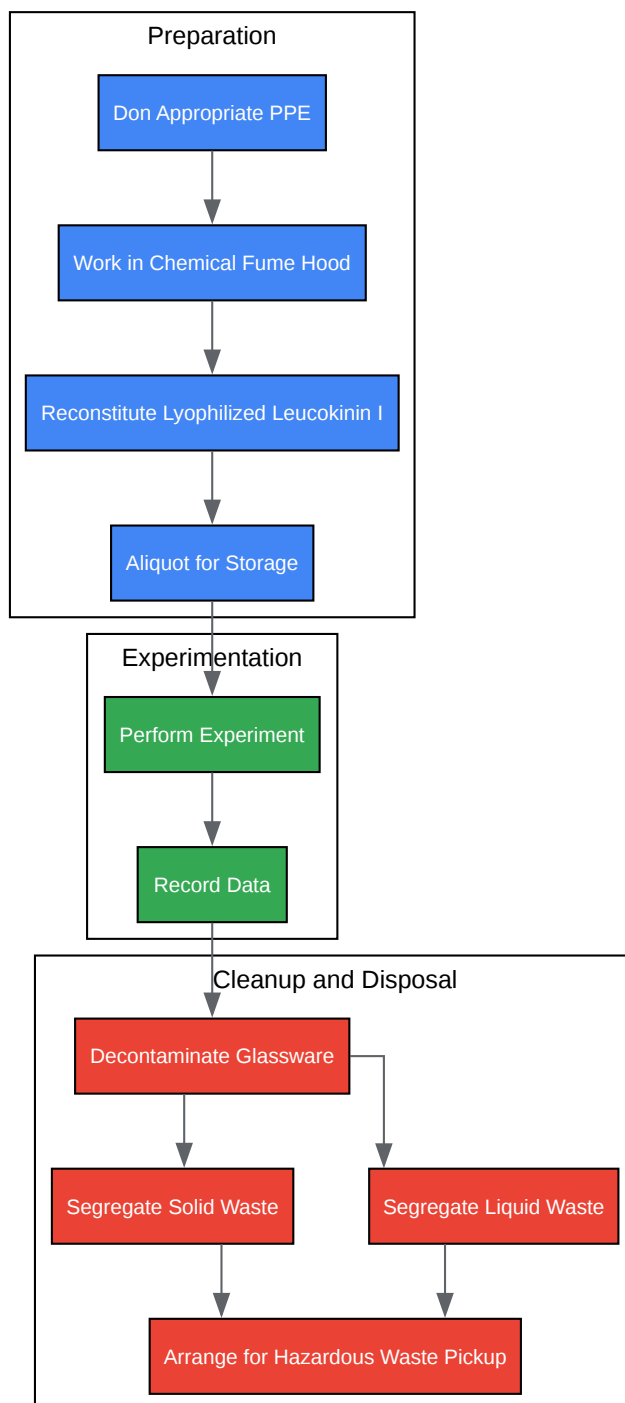 Preparation
Don Appropriate PPE
Work in Chemical Fume Hood
Reconstitute Lyophilized Leucokinin I
Aliquot for Storage
Experimentation
Perform Experiment
Record Data
Cleanup and Disposal
Decontaminate Glassware
Segregate Solid Waste
Segregate Liquid Waste
Arrange for Hazardous Waste Pickup